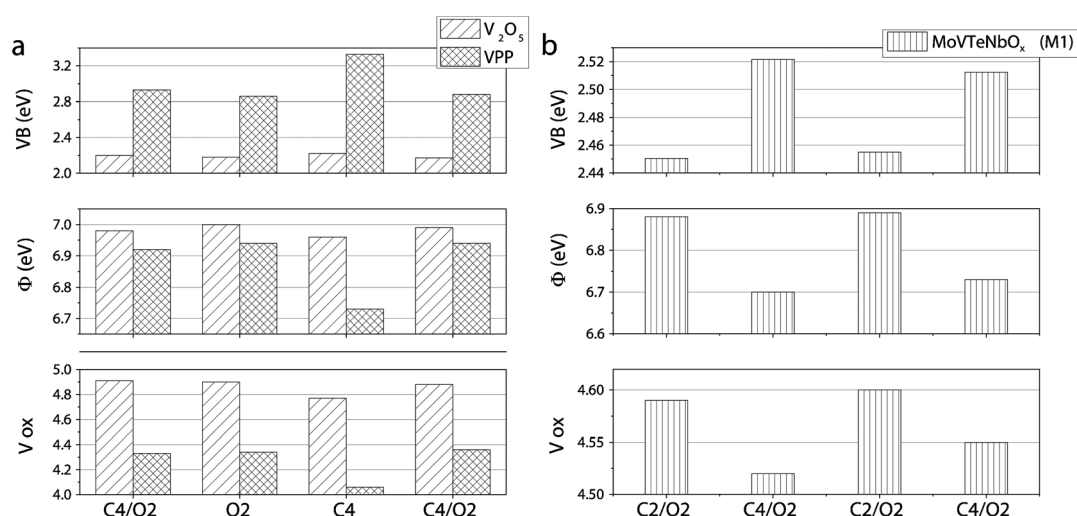 a
V2O5
VPP
VB (eV)
3.2
2.8
2.4
2.0
Φ (eV)
7.0
6.9
6.8
6.7
V ox
5.0
4.8
4.6
4.4
4.2
4.0
C4/O2 O2 C4 C4/O2
b
MoVTeNbOx (M1)
VB (eV)
2.52
2.50
2.48
2.46
2.44
Φ (eV)
6.9
6.8
6.7
6.6
V ox
4.60
4.55
4.50
C2/O2 C4/O2 C2/O2 C4/O2